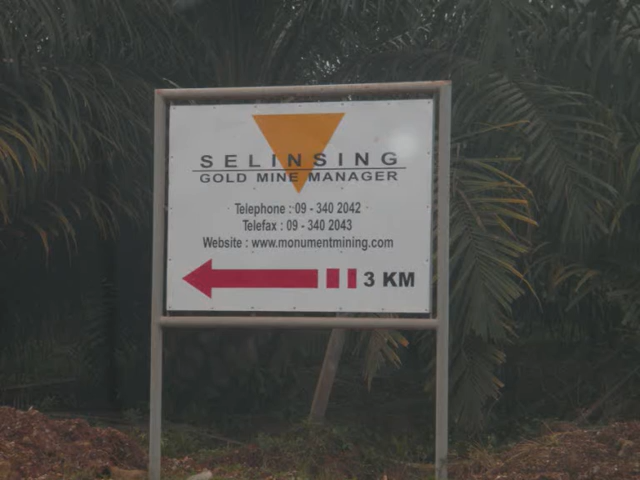 SELINSING
GOLD MINE MANAGER
Telephone : 09 - 340 2042
Telefax : 09 - 340 2043
Website : www.monumentmining.com
3 KM